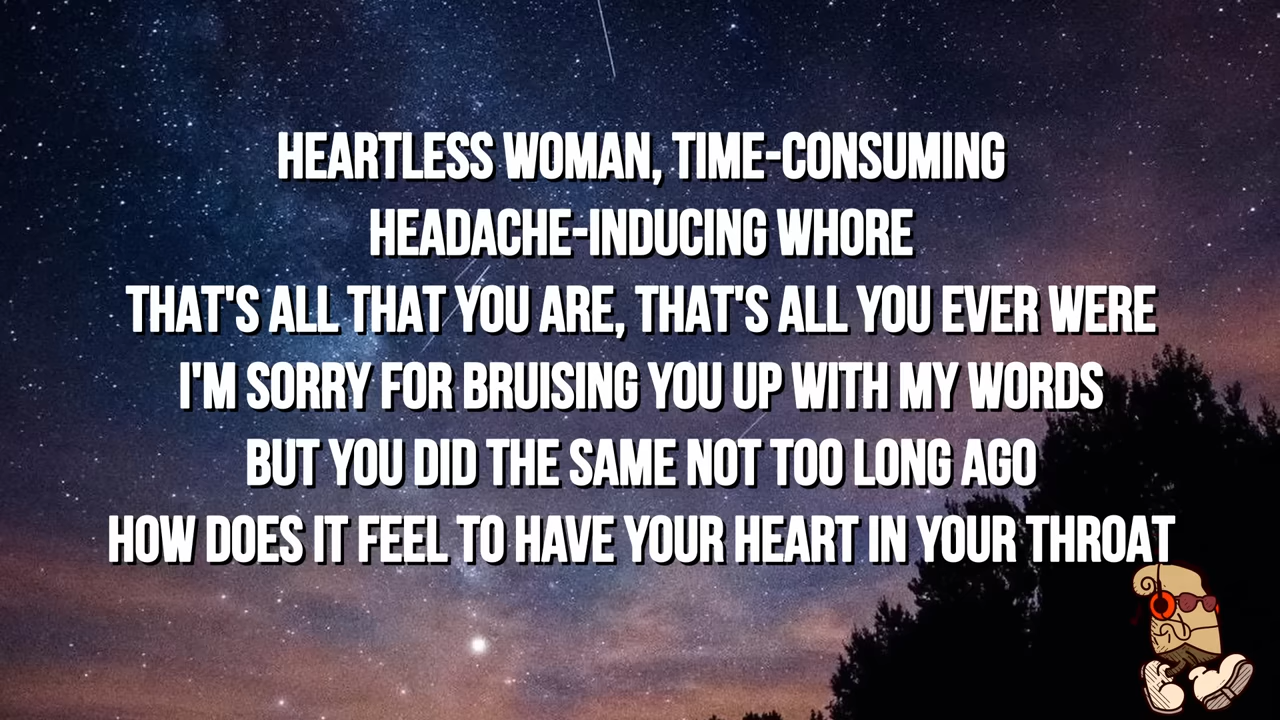 HEARTLESS WOMAN, TIME-CONSUMING
HEADACHE-INDUCING WHORE
THAT'S ALL THAT YOU ARE, THAT'S ALL YOU EVER WERE
I'M SORRY FOR BRUISING YOU UP WITH MY WORDS
BUT YOU DID THE SAME NOT TOO LONG AGO
HOW DOES IT FEEL TO HAVE YOUR HEART IN YOUR THROAT